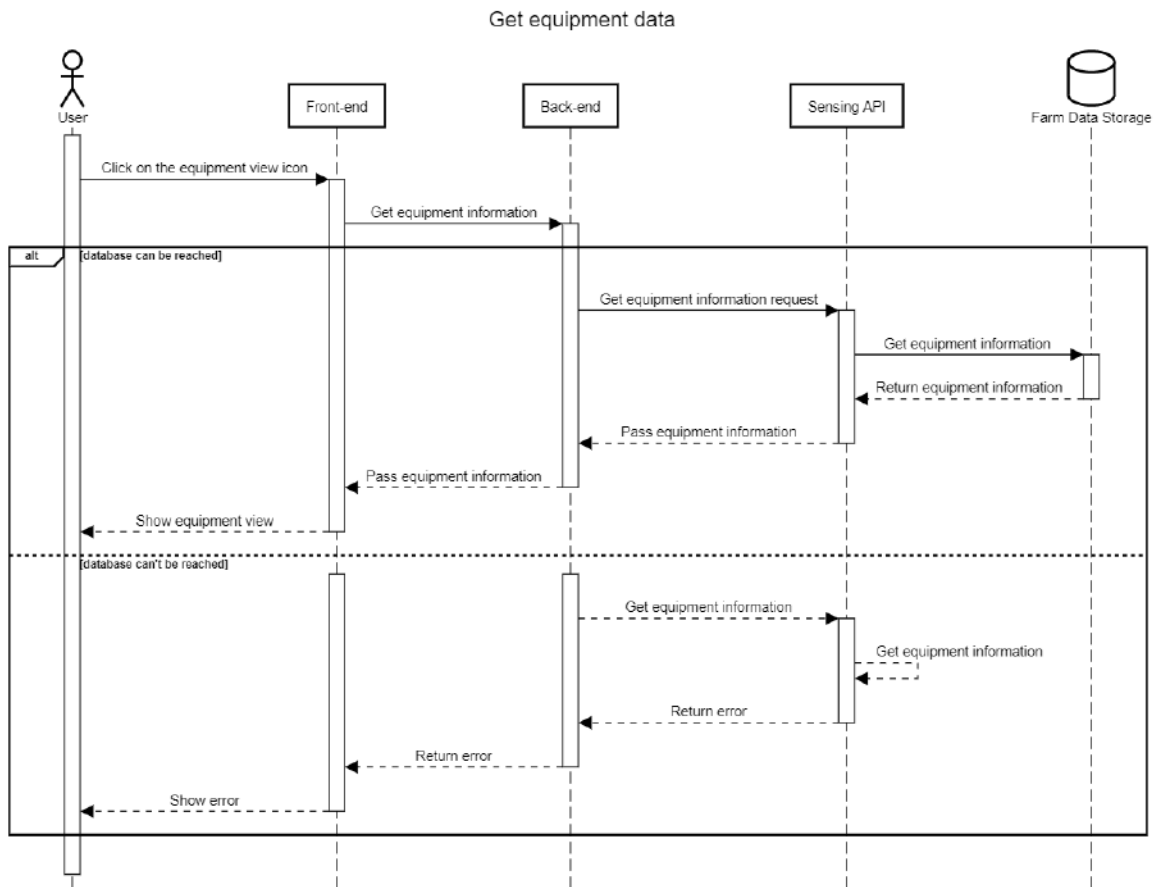 Get equipment data
User
Front-end
Back-end
Sensing API
Farm Data Storage
Click on the equipment view icon
Get equipment information
alt
[database can be reached]
Get equipment information request
Get equipment information
Return equipment information
Pass equipment information
Pass equipment information
Show equipment view
[database can't be reached]
Get equipment information
Get equipment information
Return error
Return error
Show error